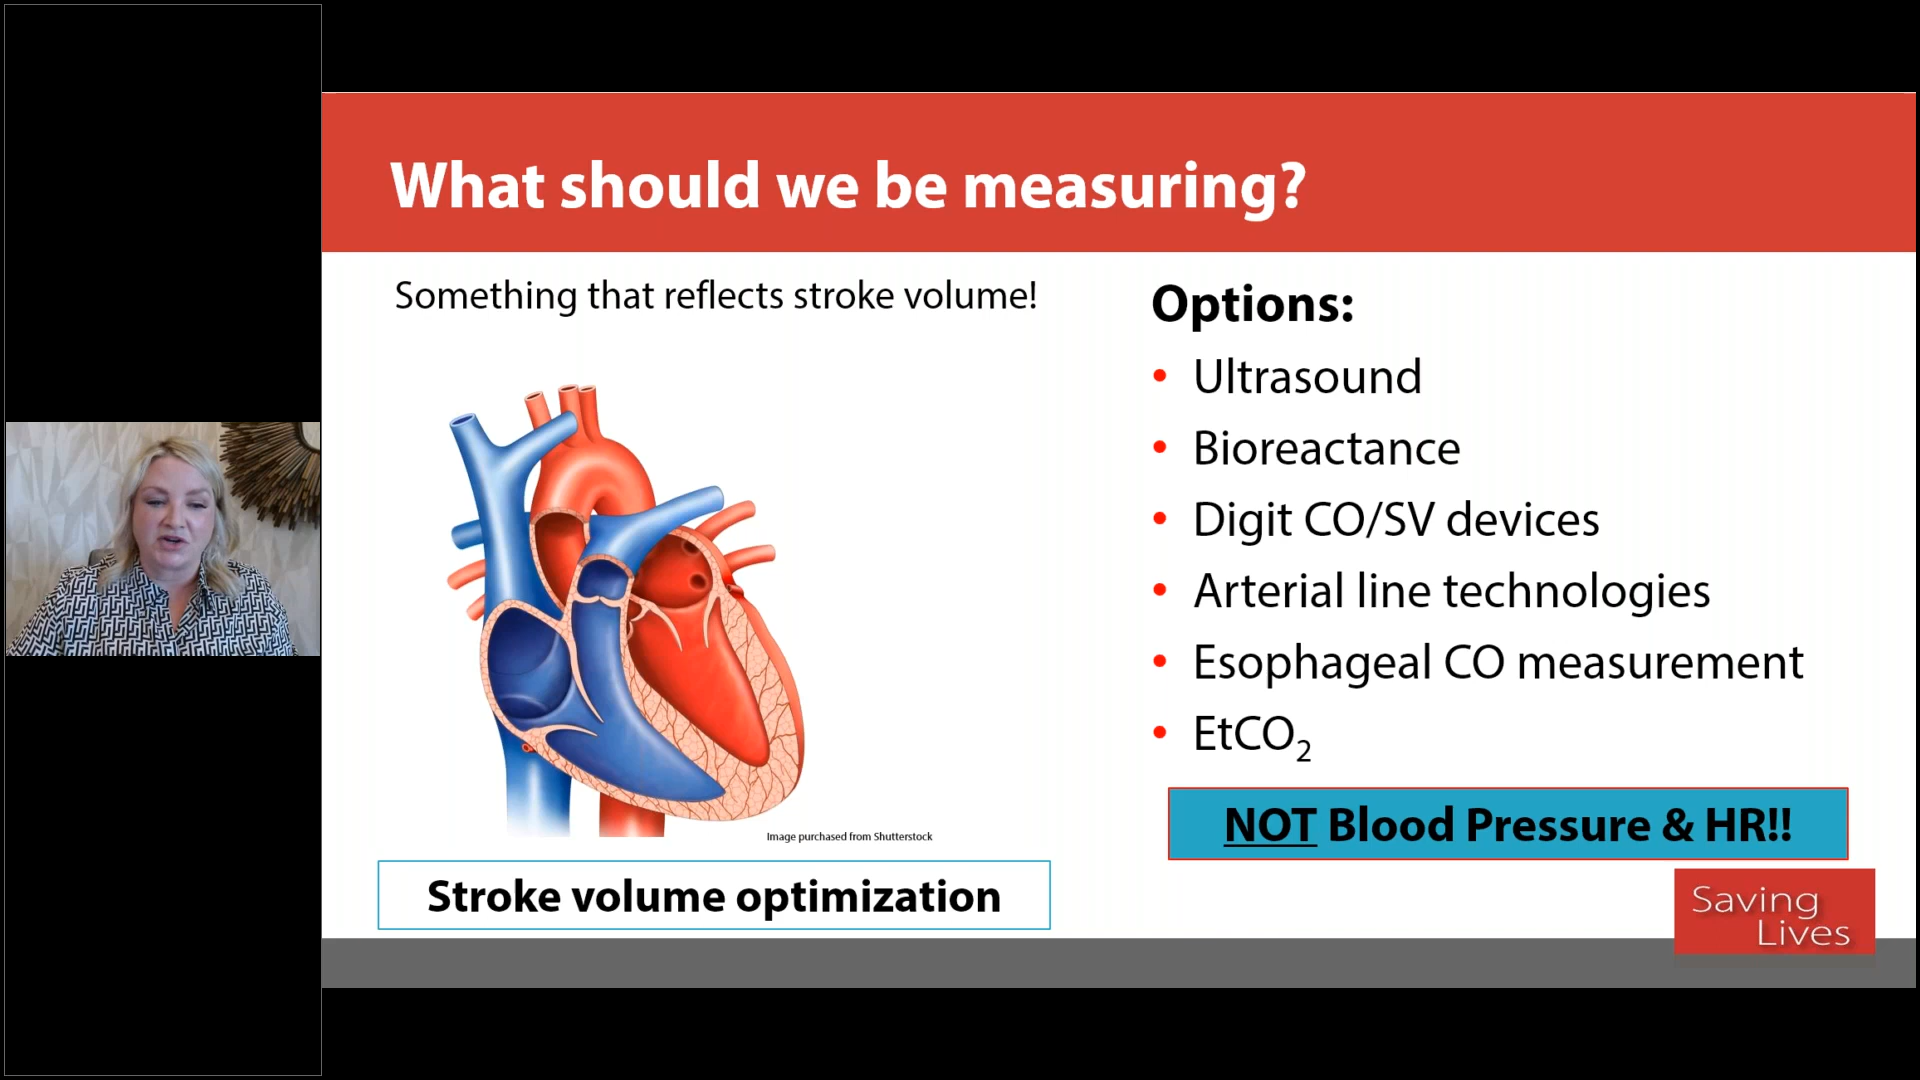 What should we be measuring?
Something that reflects stroke volume!
Image purchased from Shutterstock
Stroke volume optimization
Options:
• Ultrasound
• Bioreactance
• Digit CO/SV devices
• Arterial line technologies
• Esophageal CO measurement
• EtCO₂
NOT Blood Pressure & HR!!
Saving
Lives